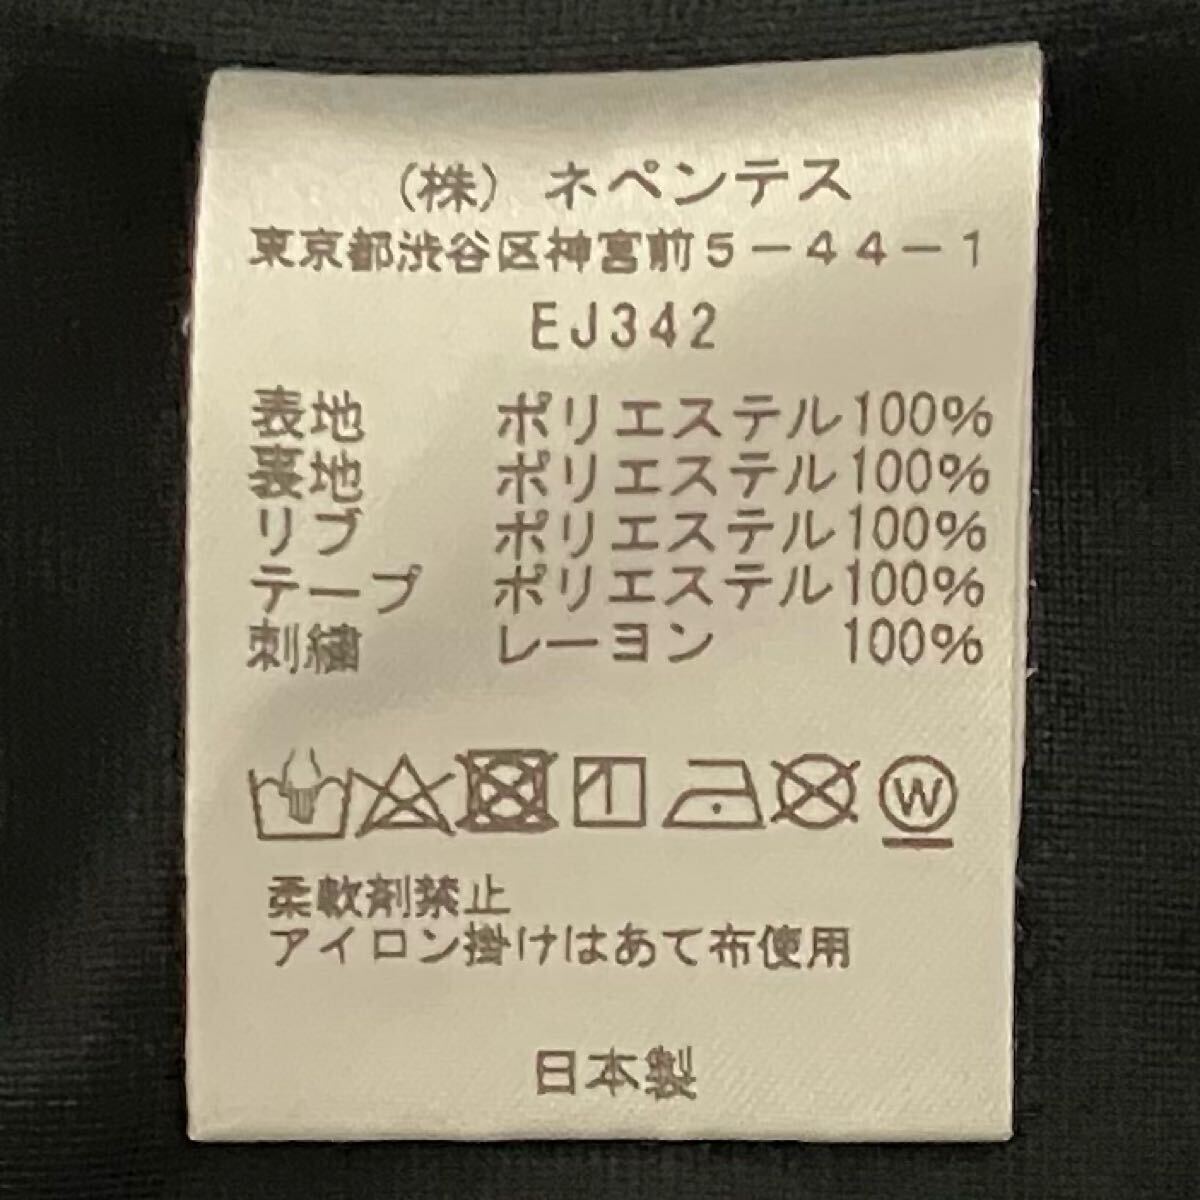 (株) ネペンテス
東京都渋谷区神宮前5-44-1
EJ342
表地 ポリエステル100%
裏地 ポリエステル100%
リブ ポリエステル100%
テープ ポリエステル100%
刺繍 レーヨン 100%
W
柔軟剤禁止
アイロン掛けはあて布使用
日本製